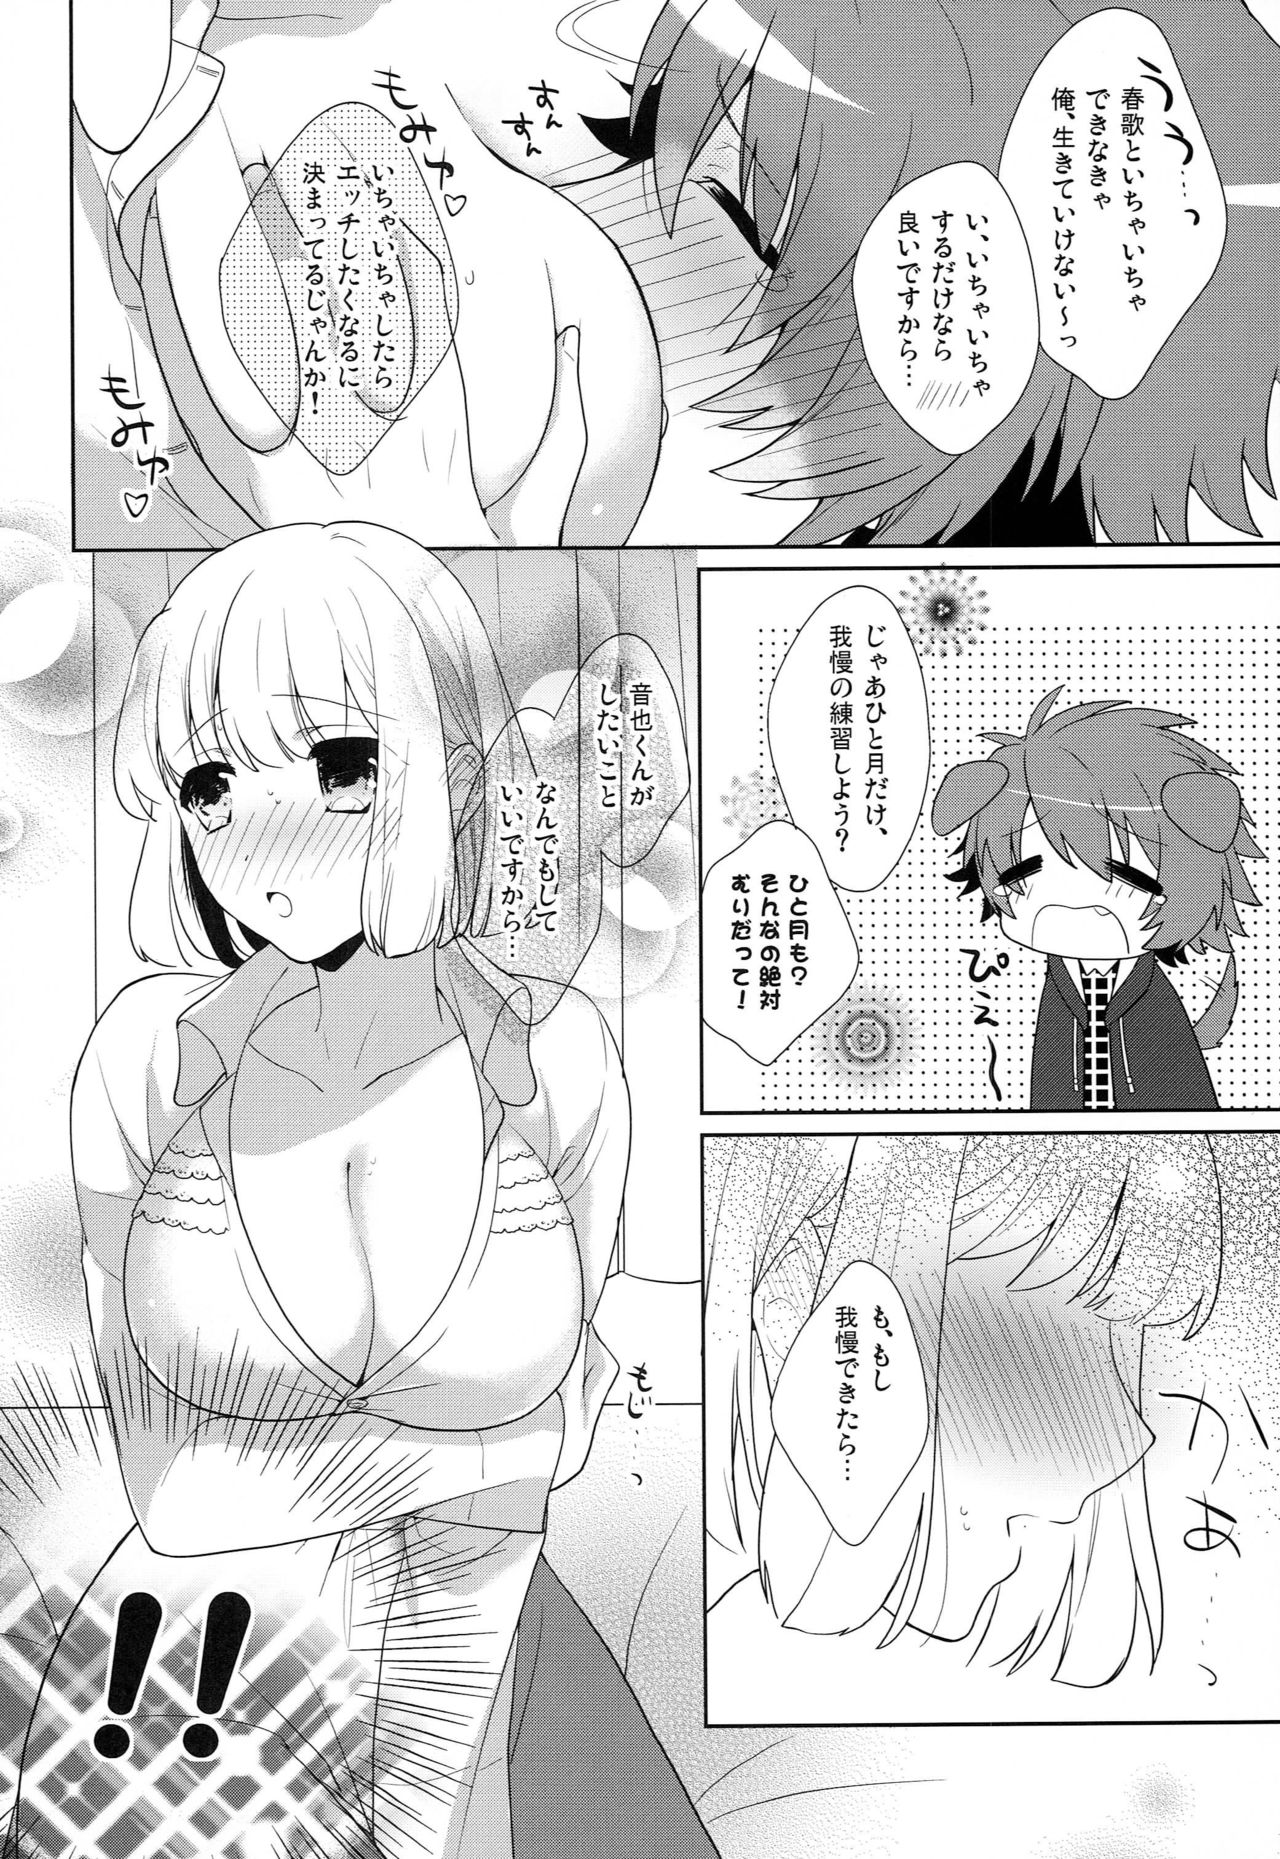 うっ うっ…っ
春歌といちゃいちゃ
できなきゃ
俺、生きていけない～っ
い、いちゃいちゃ
するだけなら
良いですから…
すん
すん
もみゅ♡
いちゃいちゃしたら
エッチしたくなるに
決まってるじゃんか！
もみゅ♡
じゃあひと月だけ、
我慢の練習しよう？
ひと月も？
そんなの絶対
むりだって！
ぴぇ～
も、もし
我慢できたら…
かぁ…っ
音也くんが
したいこと
なんでもして
いいですから…
もじ…っ
！！